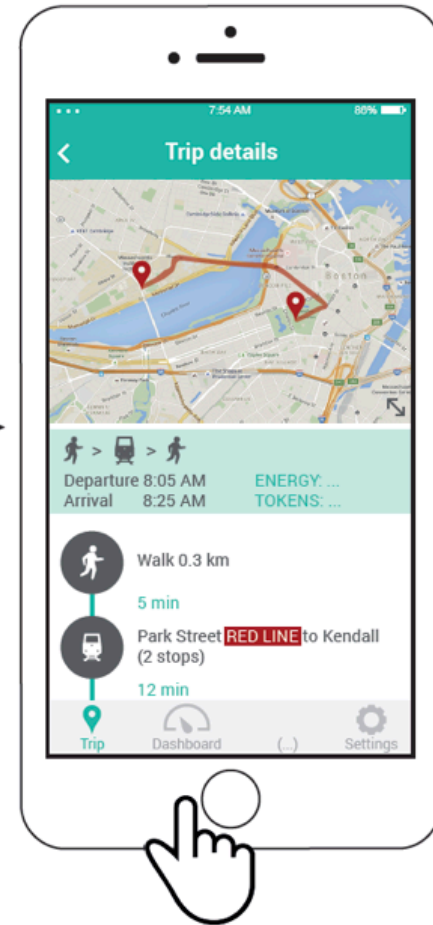 7:54 AM
86%
Trip details
Boston
Departure 8:05 AM
ENERGY: ...
Arrival 8:25 AM
TOKENS: ...
Walk 0.3 km
5 min
Park Street RED LINE to Kendall
(2 stops)
12 min
Trip
Dashboard
(...)
Settings